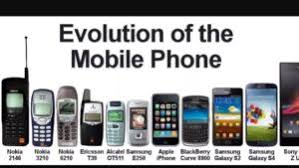 Evolution of the
Mobile Phone
Nokia 2146
Nokia 3210
Nokia 6210
Ericsson T39
Alcatel OT511
Samsung E250
Apple iPhone
BlackBerry Curve 8900
Samsung Galaxy S2
Samsung Galaxy S4
Sony